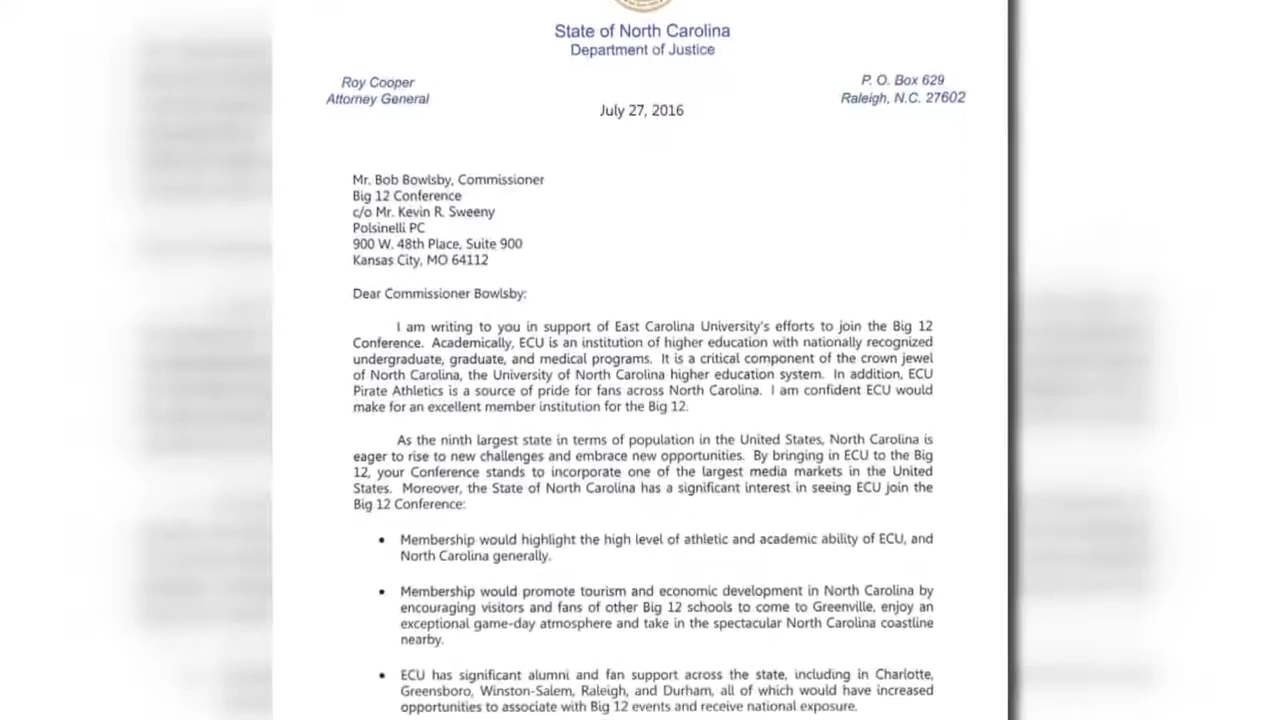 State of North Carolina
Department of Justice
Roy Cooper
Attorney General
P. O. Box 629
Raleigh, N.C. 27602
July 27, 2016
Mr. Bob Bowlsby, Commissioner
Big 12 Conference
c/o Mr. Kevin R. Sweeny
Polsinelli PC
900 W. 48th Place, Suite 900
Kansas City, MO 64112
Dear Commissioner Bowlsby:
I am writing to you in support of East Carolina University's efforts to join the Big 12
Conference. Academically, ECU is an institution of higher education with nationally recognized
undergraduate, graduate, and medical programs. It is a critical component of the crown jewel
of North Carolina, the University of North Carolina higher education system. In addition, ECU
Pirate Athletics is a source of pride for fans across North Carolina. I am confident ECU would
make for an excellent member institution for the Big 12.
As the ninth largest state in terms of population in the United States, North Carolina is
eager to rise to new challenges and embrace new opportunities. By bringing in ECU to the Big
12, your Conference stands to incorporate one of the largest media markets in the United
States. Moreover, the State of North Carolina has a significant interest in seeing ECU join the
Big 12 Conference:
• Membership would highlight the high level of athletic and academic ability of ECU, and
North Carolina generally.
• Membership would promote tourism and economic development in North Carolina by
encouraging visitors and fans of other Big 12 schools to come to Greenville, enjoy an
exceptional game-day atmosphere and take in the spectacular North Carolina coastline
nearby.
• ECU has significant alumni and fan support across the state, including in Charlotte,
Greensboro, Winston-Salem, Raleigh, and Durham, all of which would have increased
opportunities to associate with Big 12 events and receive national exposure.